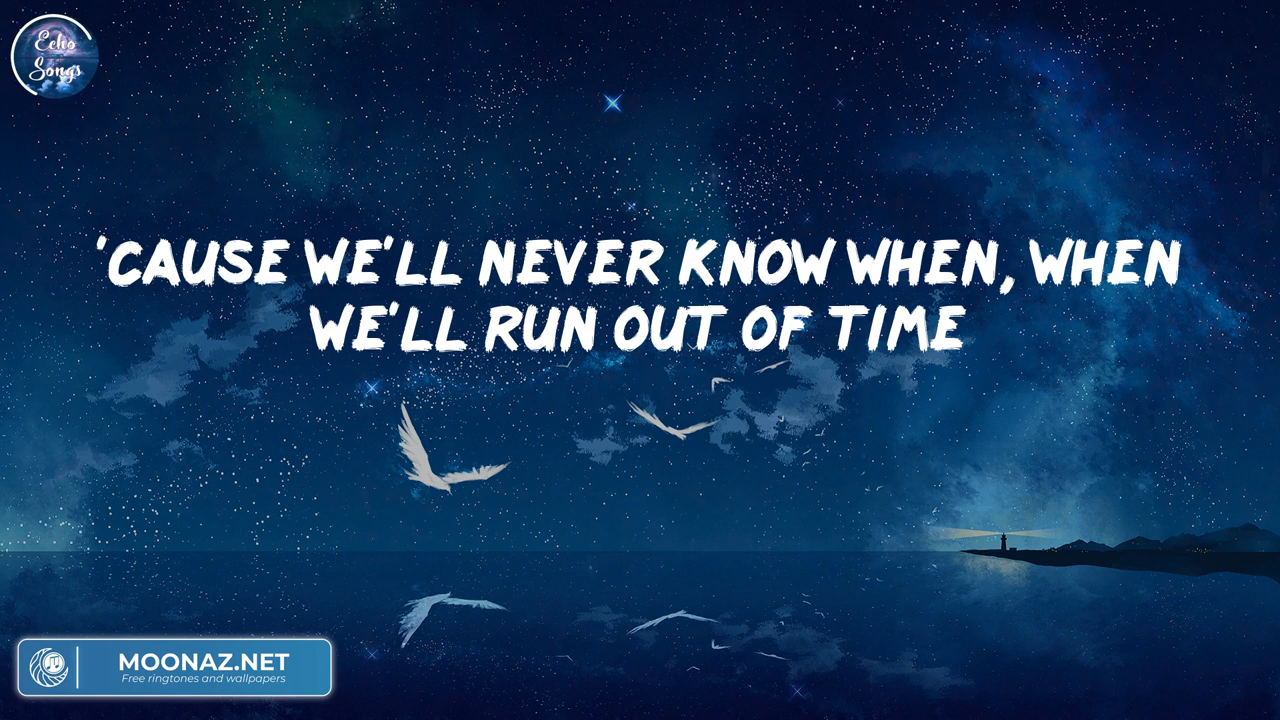 Echo
Songs
'CAUSE WE'LL NEVER KNOW WHEN, WHEN
WE'LL RUN OUT OF TIME
MOONAZ.NET
Free ringtones and wallpapers